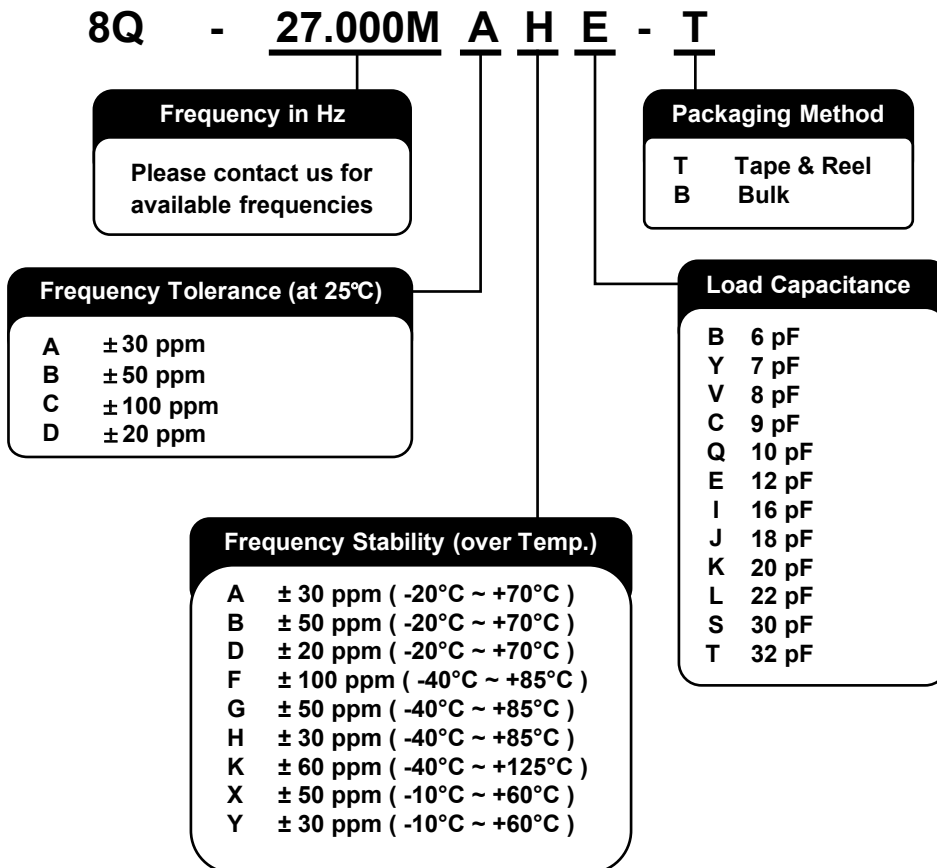 8Q - 27.000M A H E - T
Frequency in Hz
Please contact us for
available frequencies
Packaging Method
T Tape & Reel
B Bulk
Frequency Tolerance (at 25°C)
A ±30 ppm
B ±50 ppm
C ±100 ppm
D ±20 ppm
Load Capacitance
B 6 pF
Y 7 pF
V 8 pF
C 9 pF
Q 10 pF
E 12 pF
I 16 pF
J 18 pF
K 20 pF
L 22 pF
S 30 pF
T 32 pF
Frequency Stability (over Temp.)
A ± 30 ppm ( -20°C ~ +70°C )
B ± 50 ppm ( -20°C ~ +70°C )
D ± 20 ppm ( -20°C ~ +70°C )
F ± 100 ppm ( -40°C ~ +85°C )
G ± 50 ppm ( -40°C ~ +85°C )
H ± 30 ppm ( -40°C ~ +85°C )
K ± 60 ppm ( -40°C ~ +125°C )
X ± 50 ppm ( -10°C ~ +60°C )
Y ± 30 ppm ( -10°C ~ +60°C )